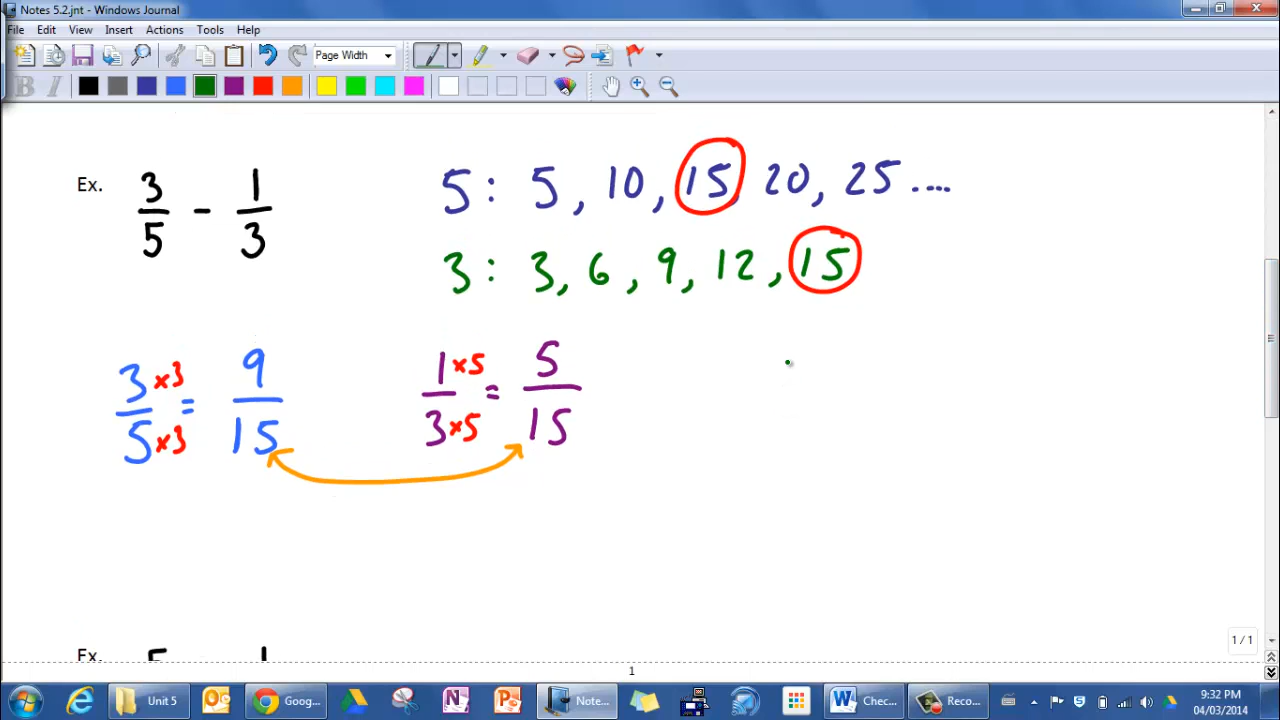 Notes 5.2.jnt - Windows Journal
File Edit View Insert Actions Tools Help
Page Width
B I
Ex. 3/5 - 1/3
5: 5, 10, 15, 20, 25 ....
3: 3, 6, 9, 12, 15
3×3/5×3 = 9/15
1×5/3×5 = 5/15
1 / 1
Ex. 5 1
1
Unit 5
Goog...
Note...
Chec...
Reco...
9:32 PM
04/03/2014